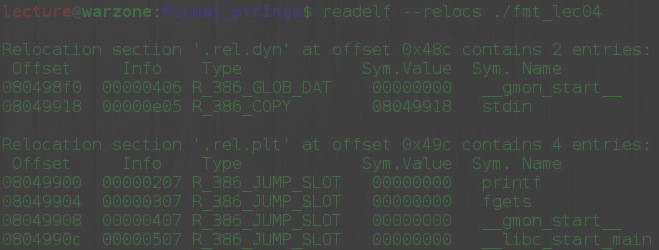 lecture@warzone:format_strings$ readelf --relocs ./fmt_lec04
Relocation section '.rel.dyn' at offset 0x48c contains 2 entries:
Offset Info Type Sym.Value Sym. Name
080498f0 00000406 R_386_GLOB_DAT 00000000 __gmon_start__
08049918 00000e05 R_386_COPY 08049918 stdin
Relocation section '.rel.plt' at offset 0x49c contains 4 entries:
Offset Info Type Sym.Value Sym. Name
08049900 00000207 R_386_JUMP_SLOT 00000000 printf
08049904 00000307 R_386_JUMP_SLOT 00000000 fgets
08049908 00000407 R_386_JUMP_SLOT 00000000 __gmon_start__
0804990c 00000507 R_386_JUMP_SLOT 00000000 __libc_start_main